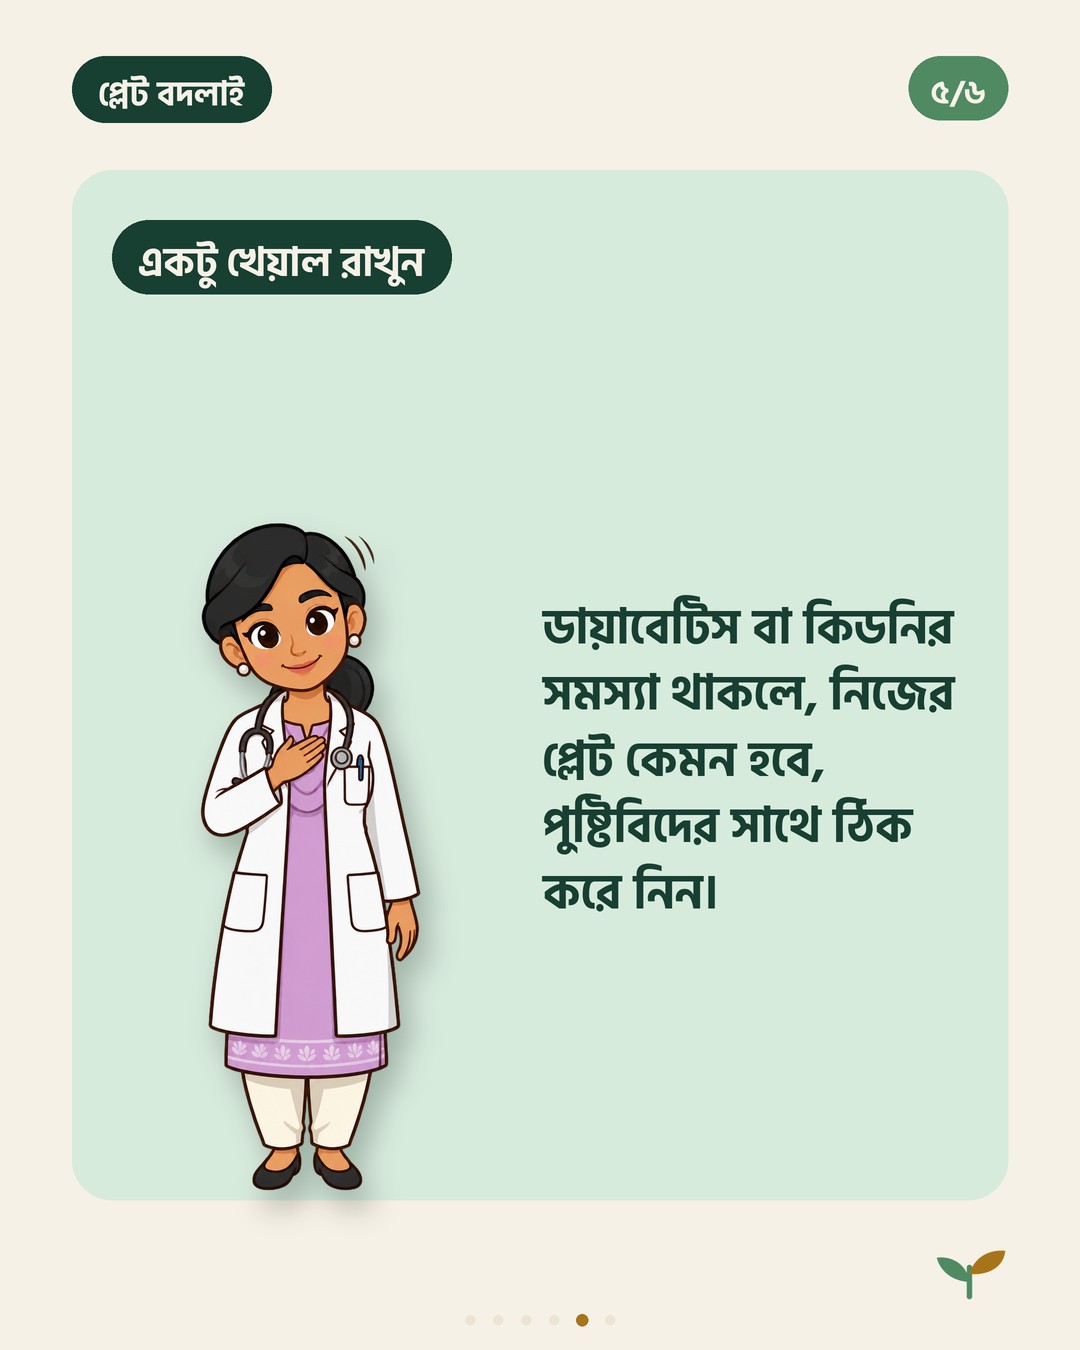 প্লেট বদলাই
৫/৬
একটু খেয়াল রাখুন
ডায়াবেটিস বা কিডনির
সমস্যা থাকলে, নিজের
প্লেট কেমন হবে,
পুষ্টিবিদের সাথে ঠিক
করে নিন।